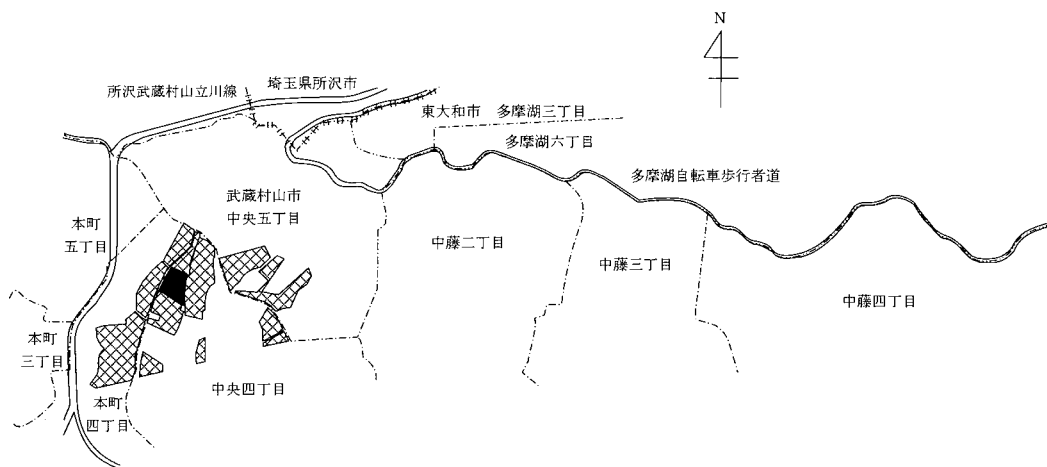 N
所沢武蔵村山立川線
埼玉県所沢市
東大和市 多摩湖三丁目
多摩湖六丁目
多摩湖自転車歩行者道
武蔵村山市
中央五丁目
本町
五丁目
中藤二丁目
中藤三丁目
中藤四丁目
本町
三丁目
中央四丁目
本町
四丁目